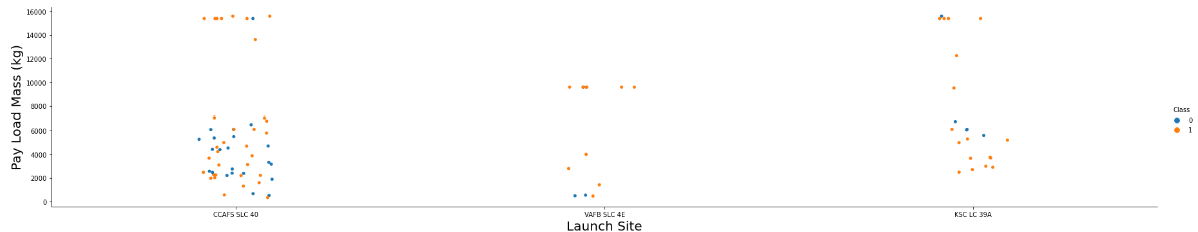 Pay Load Mass (kg)
16000
14000
12000
10000
8000
6000
4000
2000
0
CCAFS SLC 40
VAFB SLC 4E
KSC LC 39A
Launch Site
Class
0
1